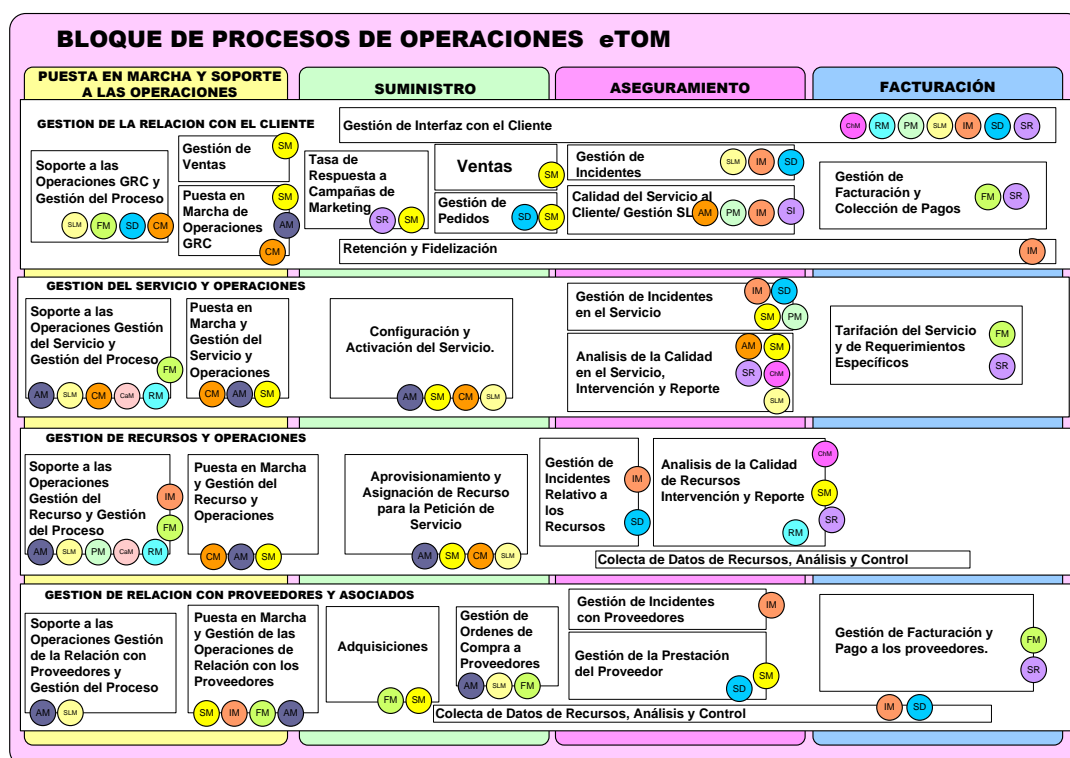 BLOQUE DE PROCESOS DE OPERACIONES eTOM
PUESTA EN MARCHA Y SOPORTE
A LAS OPERACIONES
SUMINISTRO
ASEGURAMIENTO
FACTURACIÓN
GESTION DE LA RELACION CON EL CLIENTE
Gestión de Interfaz con el Cliente
ChM RM PM SLM IM SD SR
Soporte a las
Operaciones GRC y
Gestión del Proceso
SLM FM SD CM
Gestión de
Ventas
SM
Puesta en
Marcha de
Operaciones
GRC
SM
AM
CM
Tasa de
Respuesta a
Campañas de
Marketing
SR SM
Ventas
SM
Gestión de
Pedidos
SD SM
Gestión de
Incidentes
SLM IM SD
Calidad del Servicio al
Cliente/ Gestión SL
AM PM IM SI
Gestión de
Facturación y
Colección de Pagos
FM SR
Retención y Fidelización
IM
GESTION DEL SERVICIO Y OPERACIONES
Soporte a las
Operaciones Gestión
del Servicio y
Gestión del Proceso
FM
AM SLM CM CaM RM
Puesta en
Marcha y
Gestión del
Servicio y
Operaciones
CM AM SM
Configuración y
Activación del Servicio.
AM SM CM SLM
Gestión de Incidentes
en el Servicio
IM SD
SM PM
Analisis de la Calidad
en el Servicio,
Intervención y Reporte
AM SM
SR ChM
SLM
Tarifación del Servicio
y de Requerimientos
Específicos
FM
SR
GESTION DE RECURSOS Y OPERACIONES
Soporte a las
Operaciones
Gestión del
Recurso y Gestión
del Proceso
IM
FM
AM SLM PM CaM RM
Puesta en Marcha
y Gestión del
Recurso y
Operaciones
CM AM SM
Aprovisionamiento y
Asignación de Recurso
para la Petición de
Servicio
AM SM CM SLM
Gestión de
Incidentes
Relativo a
los
Recursos
IM
SD
Analisis de la Calidad
de Recursos
Intervención y Reporte
ChM
SM
SR
RM
Colecta de Datos de Recursos, Análisis y Control
GESTION DE RELACION CON PROVEEDORES Y ASOCIADOS
Soporte a las
Operaciones Gestión
de la Relación con
Proveedores y
Gestión del Proceso
AM SLM
Puesta en Marcha
y Gestión de las
Operaciones de
Relación con los
Proveedores
SM IM FM AM
Adquisiciones
FM SM
Gestión de
Ordenes de
Compra a
Proveedores
AM SLM FM
Gestión de Incidentes
con Proveedores
IM
Gestión de la Prestación
del Proveedor
SD SM
Gestión de Facturación y
Pago a los proveedores.
FM
SR
Colecta de Datos de Recursos, Análisis y Control
IM SD